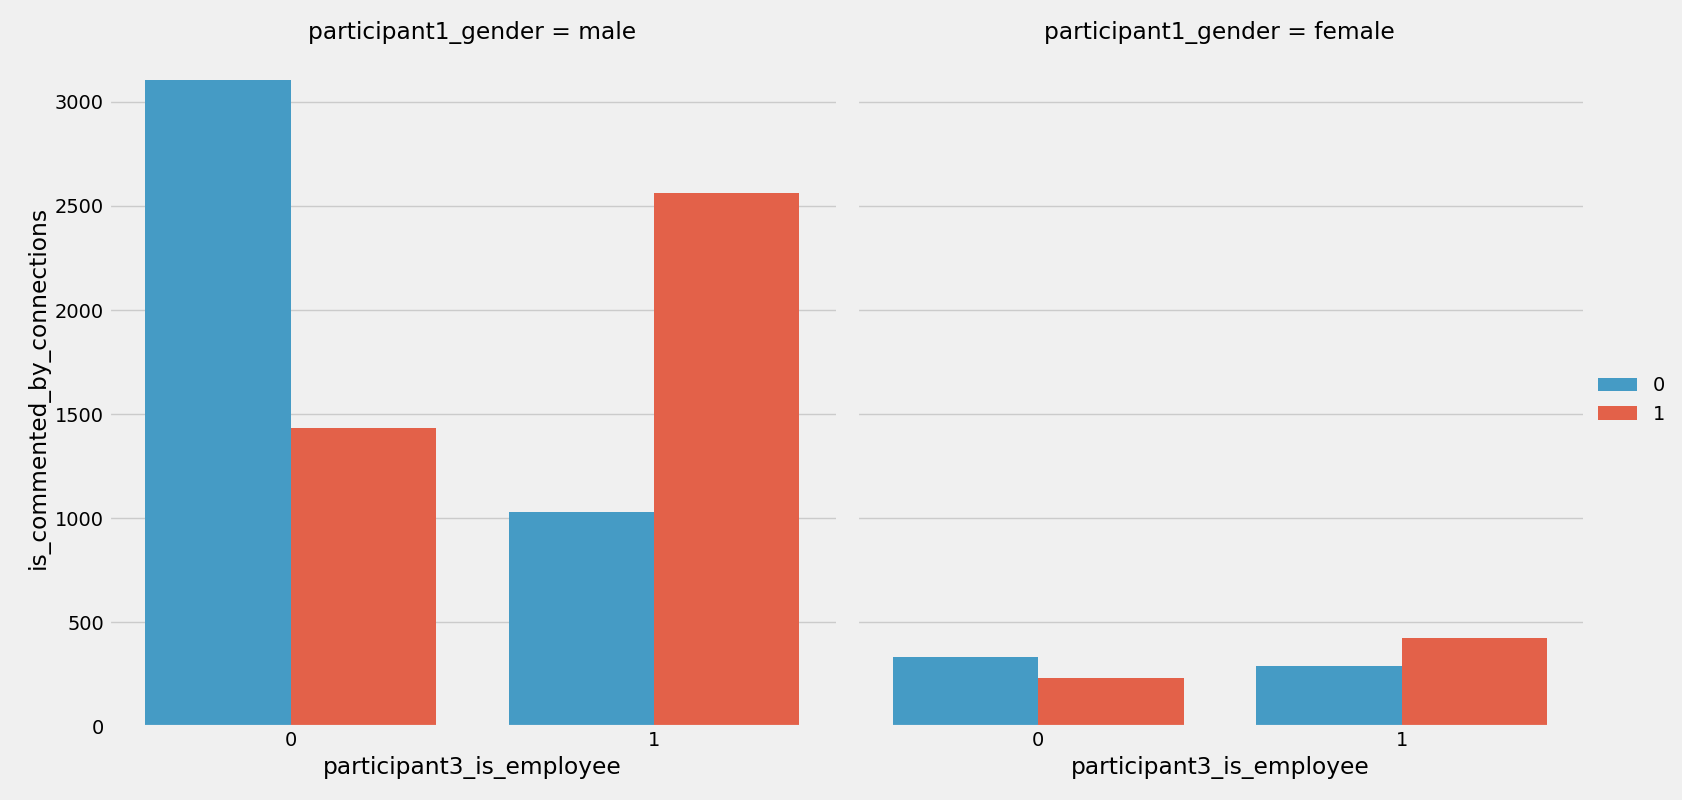 participant1_gender = male
participant1_gender = female
is_commented_by_connections
3000
2500
2000
1500
1000
500
0
0 1
0 1
participant3_is_employee
participant3_is_employee
0
1